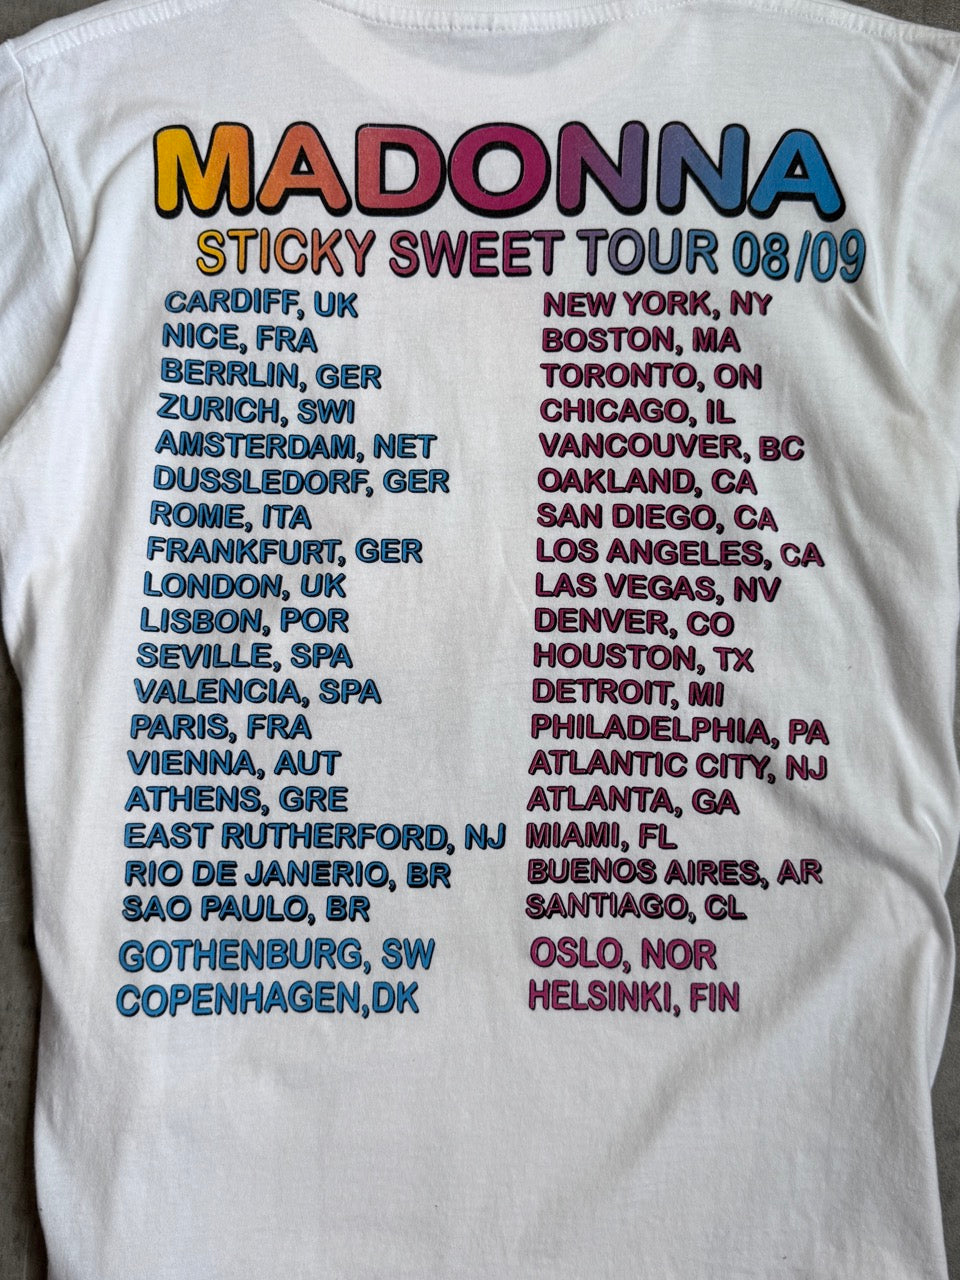 MADONNA
STICKY SWEET TOUR 08/09
CARDIFF, UK
NICE, FRA
BERRLIN, GER
ZURICH, SWI
AMSTERDAM, NET
DUSSLEDORF, GER
ROME, ITA
FRANKFURT, GER
LONDON, UK
LISBON, POR
SEVILLE, SPA
VALENCIA, SPA
PARIS, FRA
VIENNA, AUT
ATHENS, GRE
EAST RUTHERFORD, NJ
RIO DE JANERIO, BR
SAO PAULO, BR
GOTHENBURG, SW
COPENHAGEN,DK
NEW YORK, NY
BOSTON, MA
TORONTO, ON
CHICAGO, IL
VANCOUVER, BC
OAKLAND, CA
SAN DIEGO, CA
LOS ANGELES, CA
LAS VEGAS, NV
DENVER, CO
HOUSTON, TX
DETROIT, MI
PHILADELPHIA, PA
ATLANTIC CITY, NJ
ATLANTA, GA
MIAMI, FL
BUENOS AIRES, AR
SANTIAGO, CL
OSLO, NOR
HELSINKI, FIN